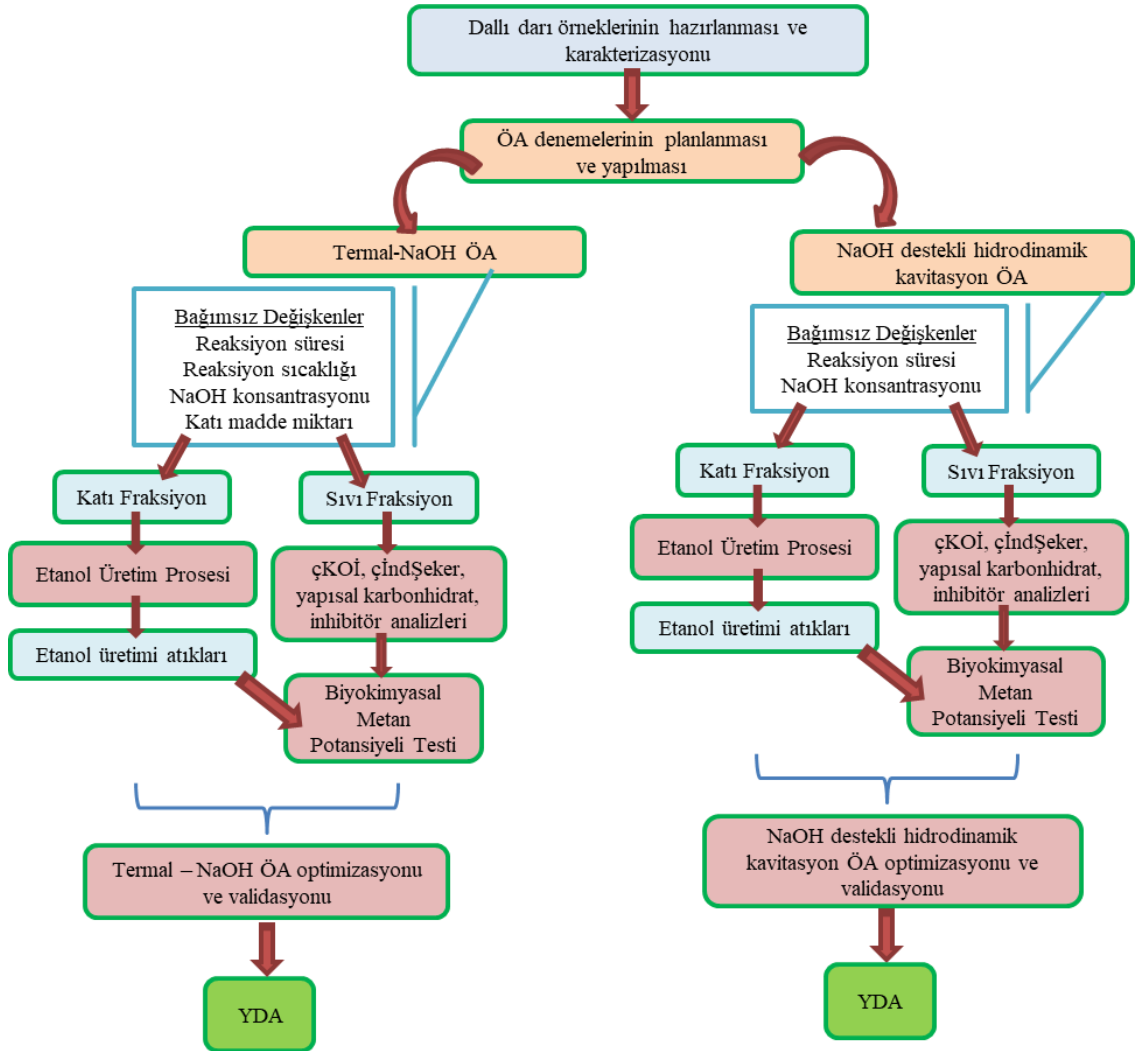 Dallı darı örneklerinin hazırlanması ve
karakterizasyonu
ÖA denemelerinin planlanması
ve yapılması
Termal-NaOH ÖA
Bağımsız Değişkenler
Reaksiyon süresi
Reaksiyon sıcaklığı
NaOH konsantrasyonu
Katı madde miktarı
Katı Fraksiyon
Sıvı Fraksiyon
Etanol Üretim Prosesi
çKOİ, çİndŞeker,
yapısal karbonhidrat,
inhibitör analizleri
Etanol üretimi atıkları
Biyokimyasal
Metan
Potansiyeli Testi
Termal – NaOH ÖA optimizasyonu
ve validasyonu
YDA
NaOH destekli hidrodinamik
kavitasyon ÖA
Bağımsız Değişkenler
Reaksiyon süresi
NaOH konsantrasyonu
Katı Fraksiyon
Sıvı Fraksiyon
Etanol Üretim Prosesi
çKOİ, çİndŞeker,
yapısal karbonhidrat,
inhibitör analizleri
Etanol üretimi atıkları
Biyokimyasal
Metan
Potansiyeli Testi
NaOH destekli hidrodinamik
kavitasyon ÖA optimizasyonu ve
validasyonu
YDA